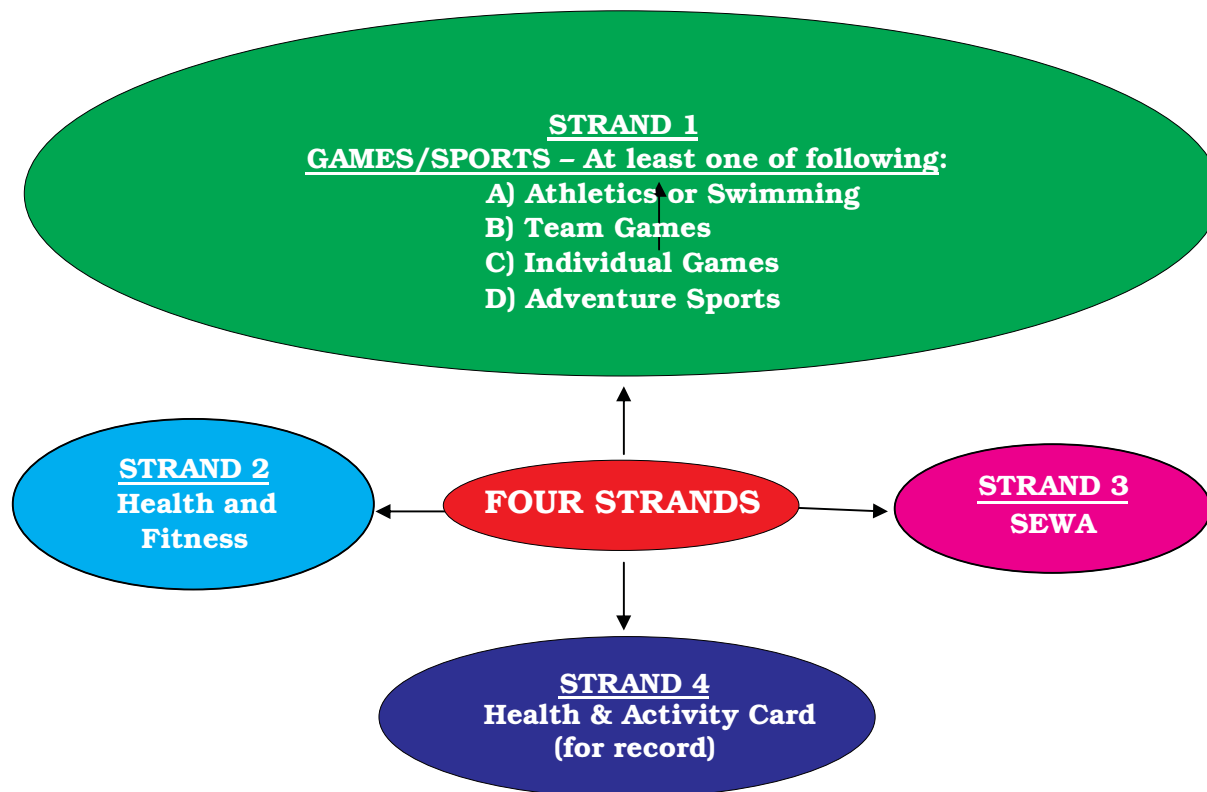 STRAND 1
GAMES/SPORTS – At least one of following:
A) Athletics or Swimming
B) Team Games
C) Individual Games
D) Adventure Sports
STRAND 2
Health and
Fitness
FOUR STRANDS
STRAND 3
SEWA
STRAND 4
Health & Activity Card
(for record)